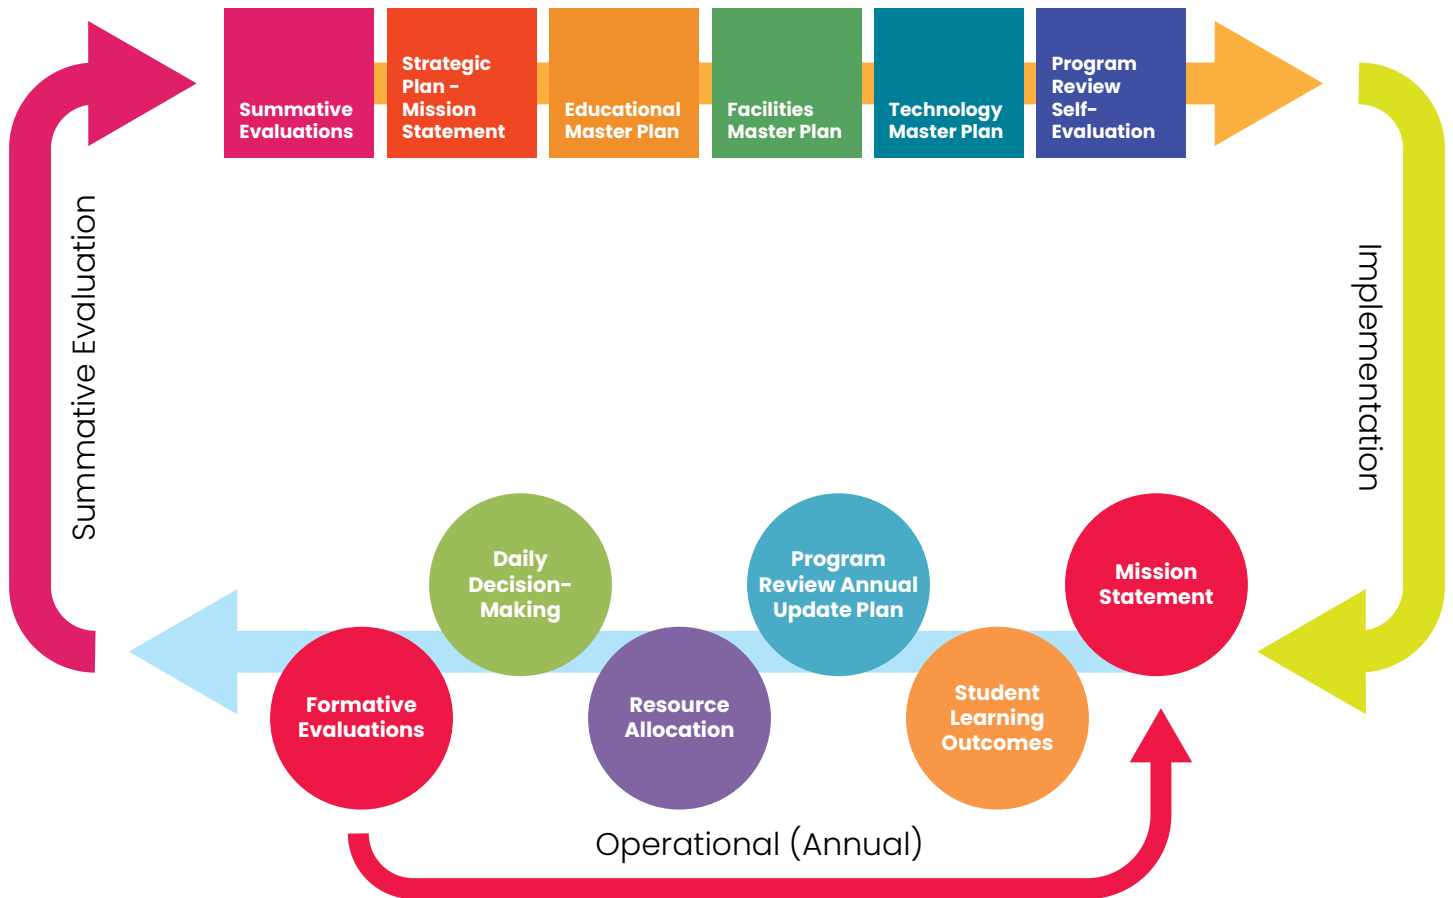 Summative
Evaluations
Strategic
Plan -
Mission
Statement
Educational
Master Plan
Facilities
Master Plan
Technology
Master Plan
Program
Review
Self-
Evaluation
Summative Evaluation
Implementation
Daily
Decision-
Making
Program
Review Annual
Update Plan
Mission
Statement
Formative
Evaluations
Resource
Allocation
Student
Learning
Outcomes
Operational (Annual)